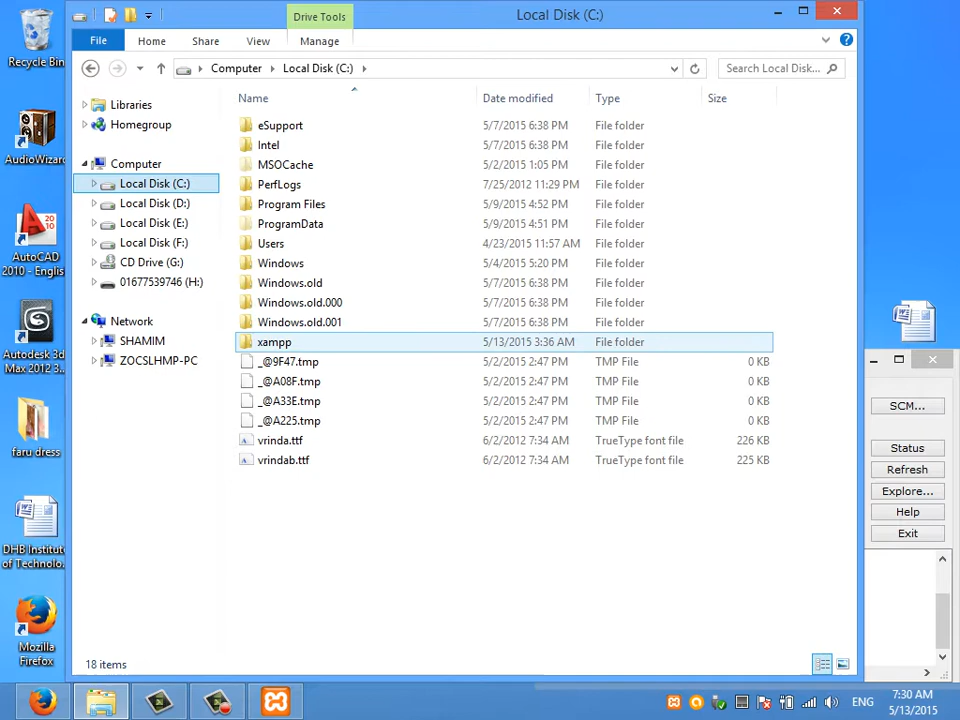 Drive Tools
Local Disk (C:)
File
Home
Share
View
Manage
Computer
Local Disk (C:)
Search Local Disk...
Name
Date modified
Type
Size
Libraries
Homegroup
Computer
Local Disk (C:)
Local Disk (D:)
Local Disk (E:)
Local Disk (F:)
CD Drive (G:)
01677539746 (H:)
Network
SHAMIM
ZOCSLHMP-PC
eSupport 5/7/2015 6:38 PM File folder
Intel 5/7/2015 6:38 PM File folder
MSOCache 5/2/2015 1:05 PM File folder
PerfLogs 7/25/2012 11:29 PM File folder
Program Files 5/9/2015 4:52 PM File folder
ProgramData 5/9/2015 4:51 PM File folder
Users 4/23/2015 11:57 AM File folder
Windows 5/4/2015 5:20 PM File folder
Windows.old 5/7/2015 6:38 PM File folder
Windows.old.000 5/7/2015 6:38 PM File folder
Windows.old.001 5/7/2015 6:38 PM File folder
xampp 5/13/2015 3:36 AM File folder
_@9F47.tmp 5/2/2015 2:47 PM TMP File 0 KB
_@A08F.tmp 5/2/2015 2:47 PM TMP File 0 KB
_@A33E.tmp 5/2/2015 2:47 PM TMP File 0 KB
_@A225.tmp 5/2/2015 2:47 PM TMP File 0 KB
vrinda.ttf 6/2/2012 7:34 AM TrueType font file 226 KB
vrindab.ttf 6/2/2012 7:34 AM TrueType font file 225 KB
18 items
Recycle Bin
AudioWizard
AutoCAD
2010 - Englis
Autodesk 3d
Max 2012 3...
faru dress
DHB Institut
of Technolo...
Mozilla
Firefox
SCM...
Status
Refresh
Explore...
Help
Exit
ENG
7:30 AM
5/13/2015